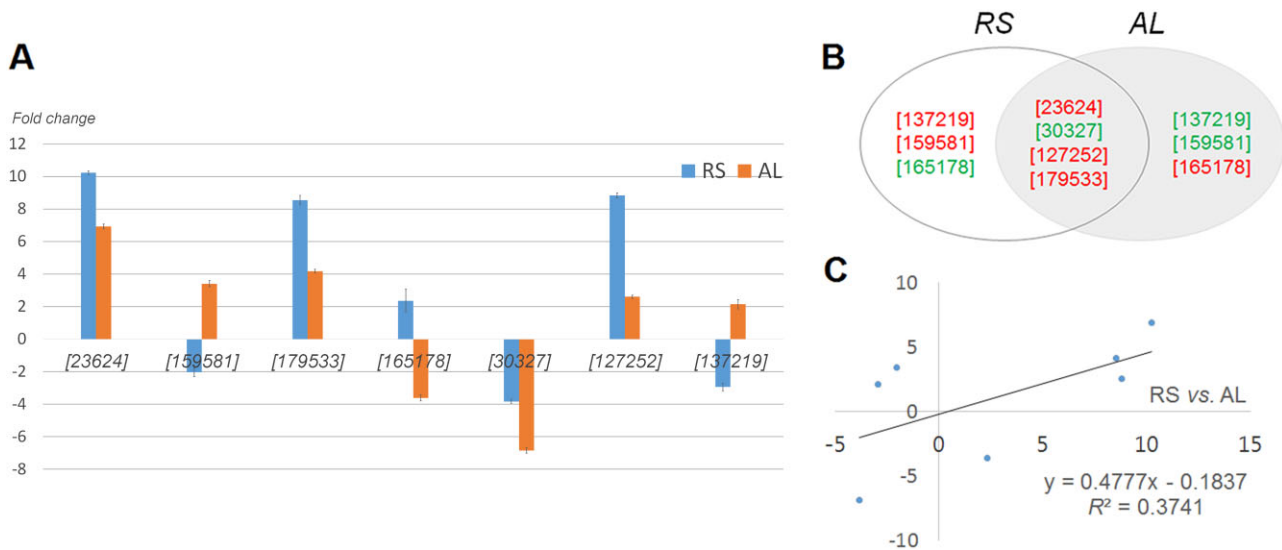 A
Fold change
12
10
8
6
4
2
0
-2
-4
-6
-8
RS AL
[23624] [159581] [179533] [165178] [30327] [127252] [137219]
B
RS AL
[137219]
[159581]
[165178]
[23624]
[30327]
[127252]
[179533]
[137219]
[159581]
[165178]
C
10
5
0
-5
-10
-5 0 5 10 15
RS vs. AL
y = 0.4777x - 0.1837
R² = 0.3741